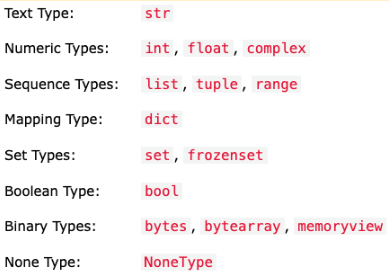 Text Type: str
Numeric Types: int, float, complex
Sequence Types: list, tuple, range
Mapping Type: dict
Set Types: set, frozenset
Boolean Type: bool
Binary Types: bytes, bytearray, memoryview
None Type: NoneType